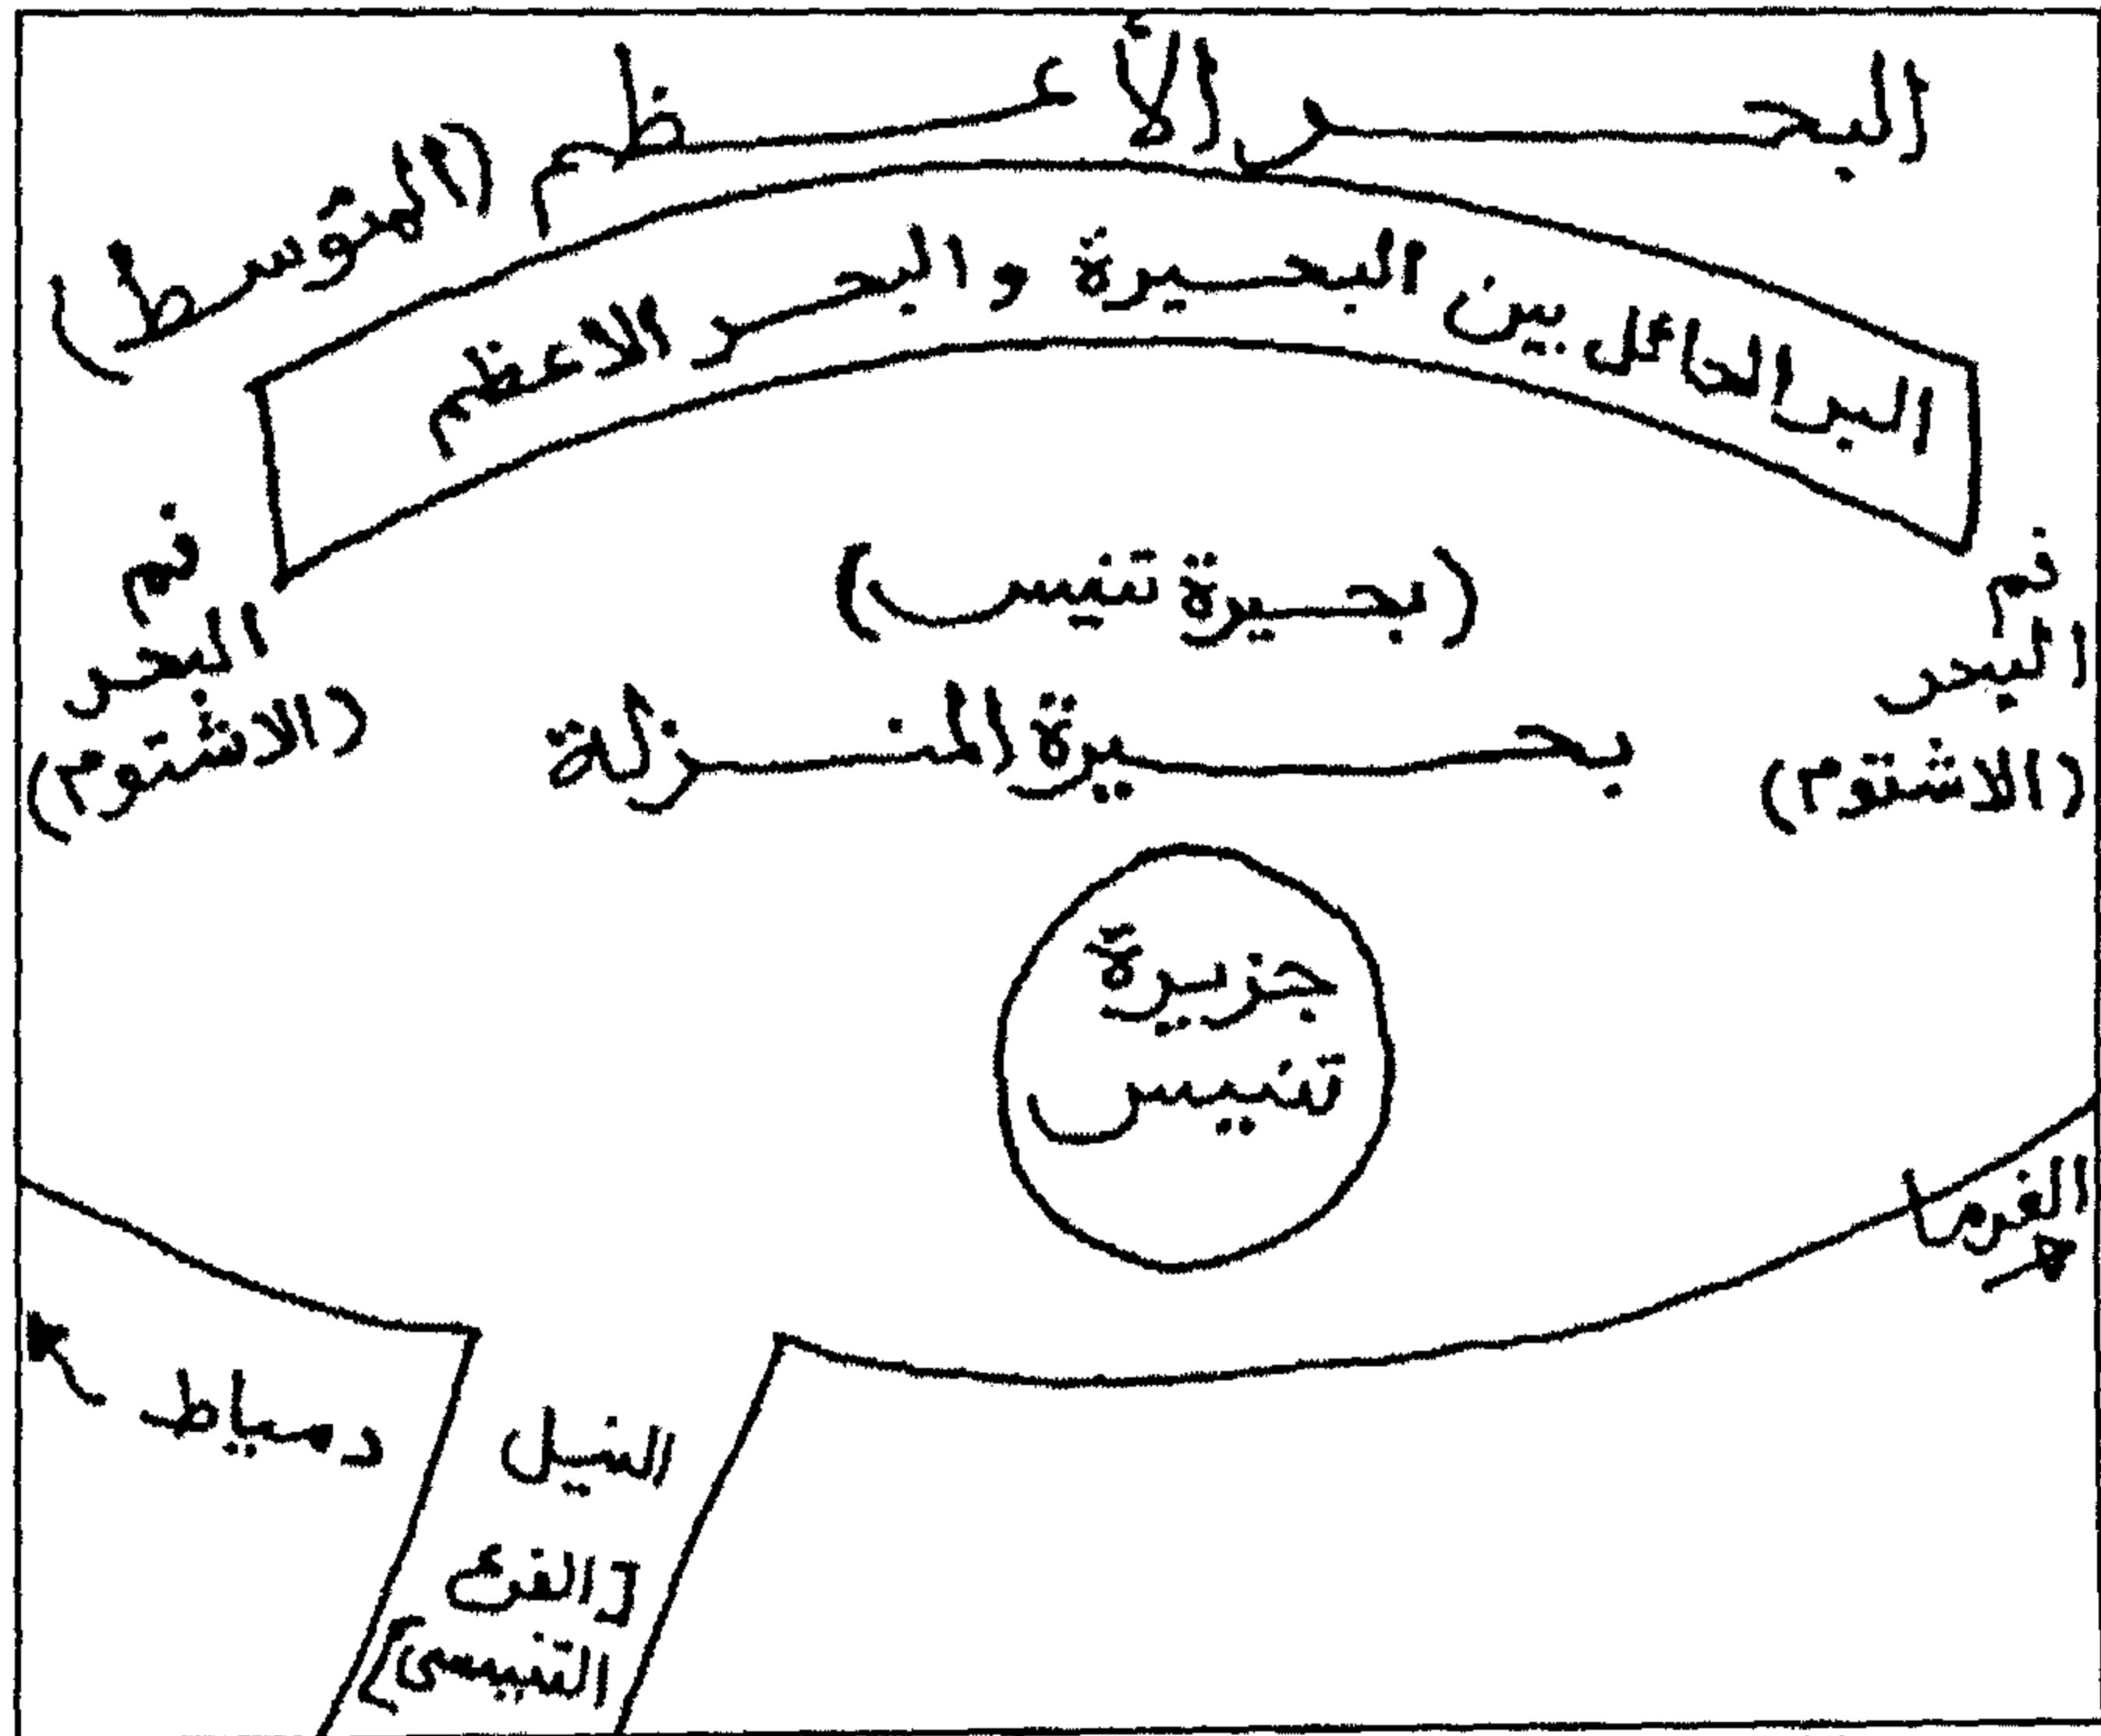 البحر الأعظم (المتوسط)
البر الحائل بين البحيرة والبحر الاعظم
فم
البحر
(الاشتوم)
(بحيرة تنيس)
بحيرة المنزلة
فم
البحر
(الاشتوم)
جزيرة
تنيس
الفرما
دمياط
النيل
[الفرع
التنيسى]